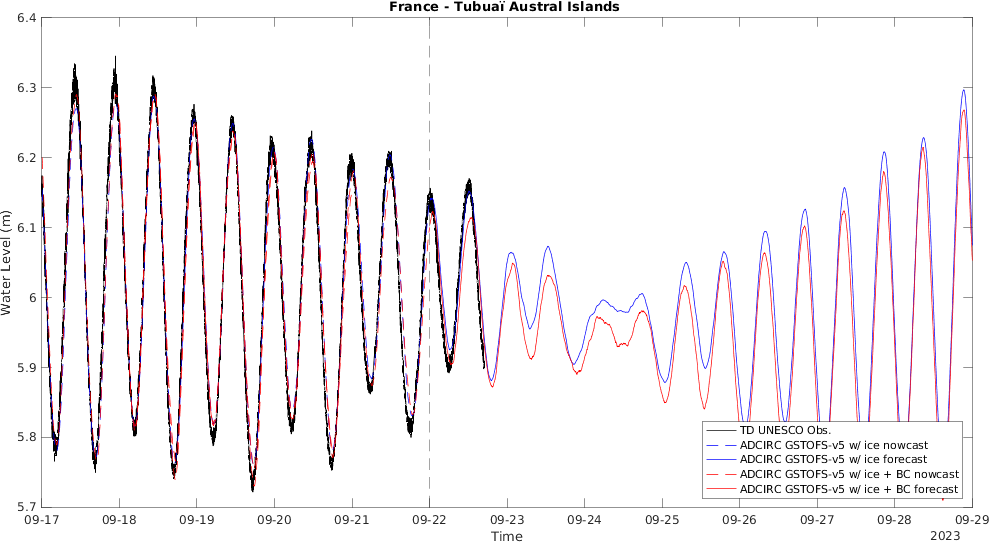 France - Tubuaï Austral Islands
6.4
6.3
6.2
6.1
6
5.9
5.8
5.7
Water Level (m)
TD UNESCO Obs.
ADCIRC GSTOFS-v5 w/ ice nowcast
ADCIRC GSTOFS-v5 w/ ice forecast
ADCIRC GSTOFS-v5 w/ ice + BC nowcast
ADCIRC GSTOFS-v5 w/ ice + BC forecast
09-17 09-18 09-19 09-20 09-21 09-22 09-23 09-24 09-25 09-26 09-27 09-28 09-29
Time
2023